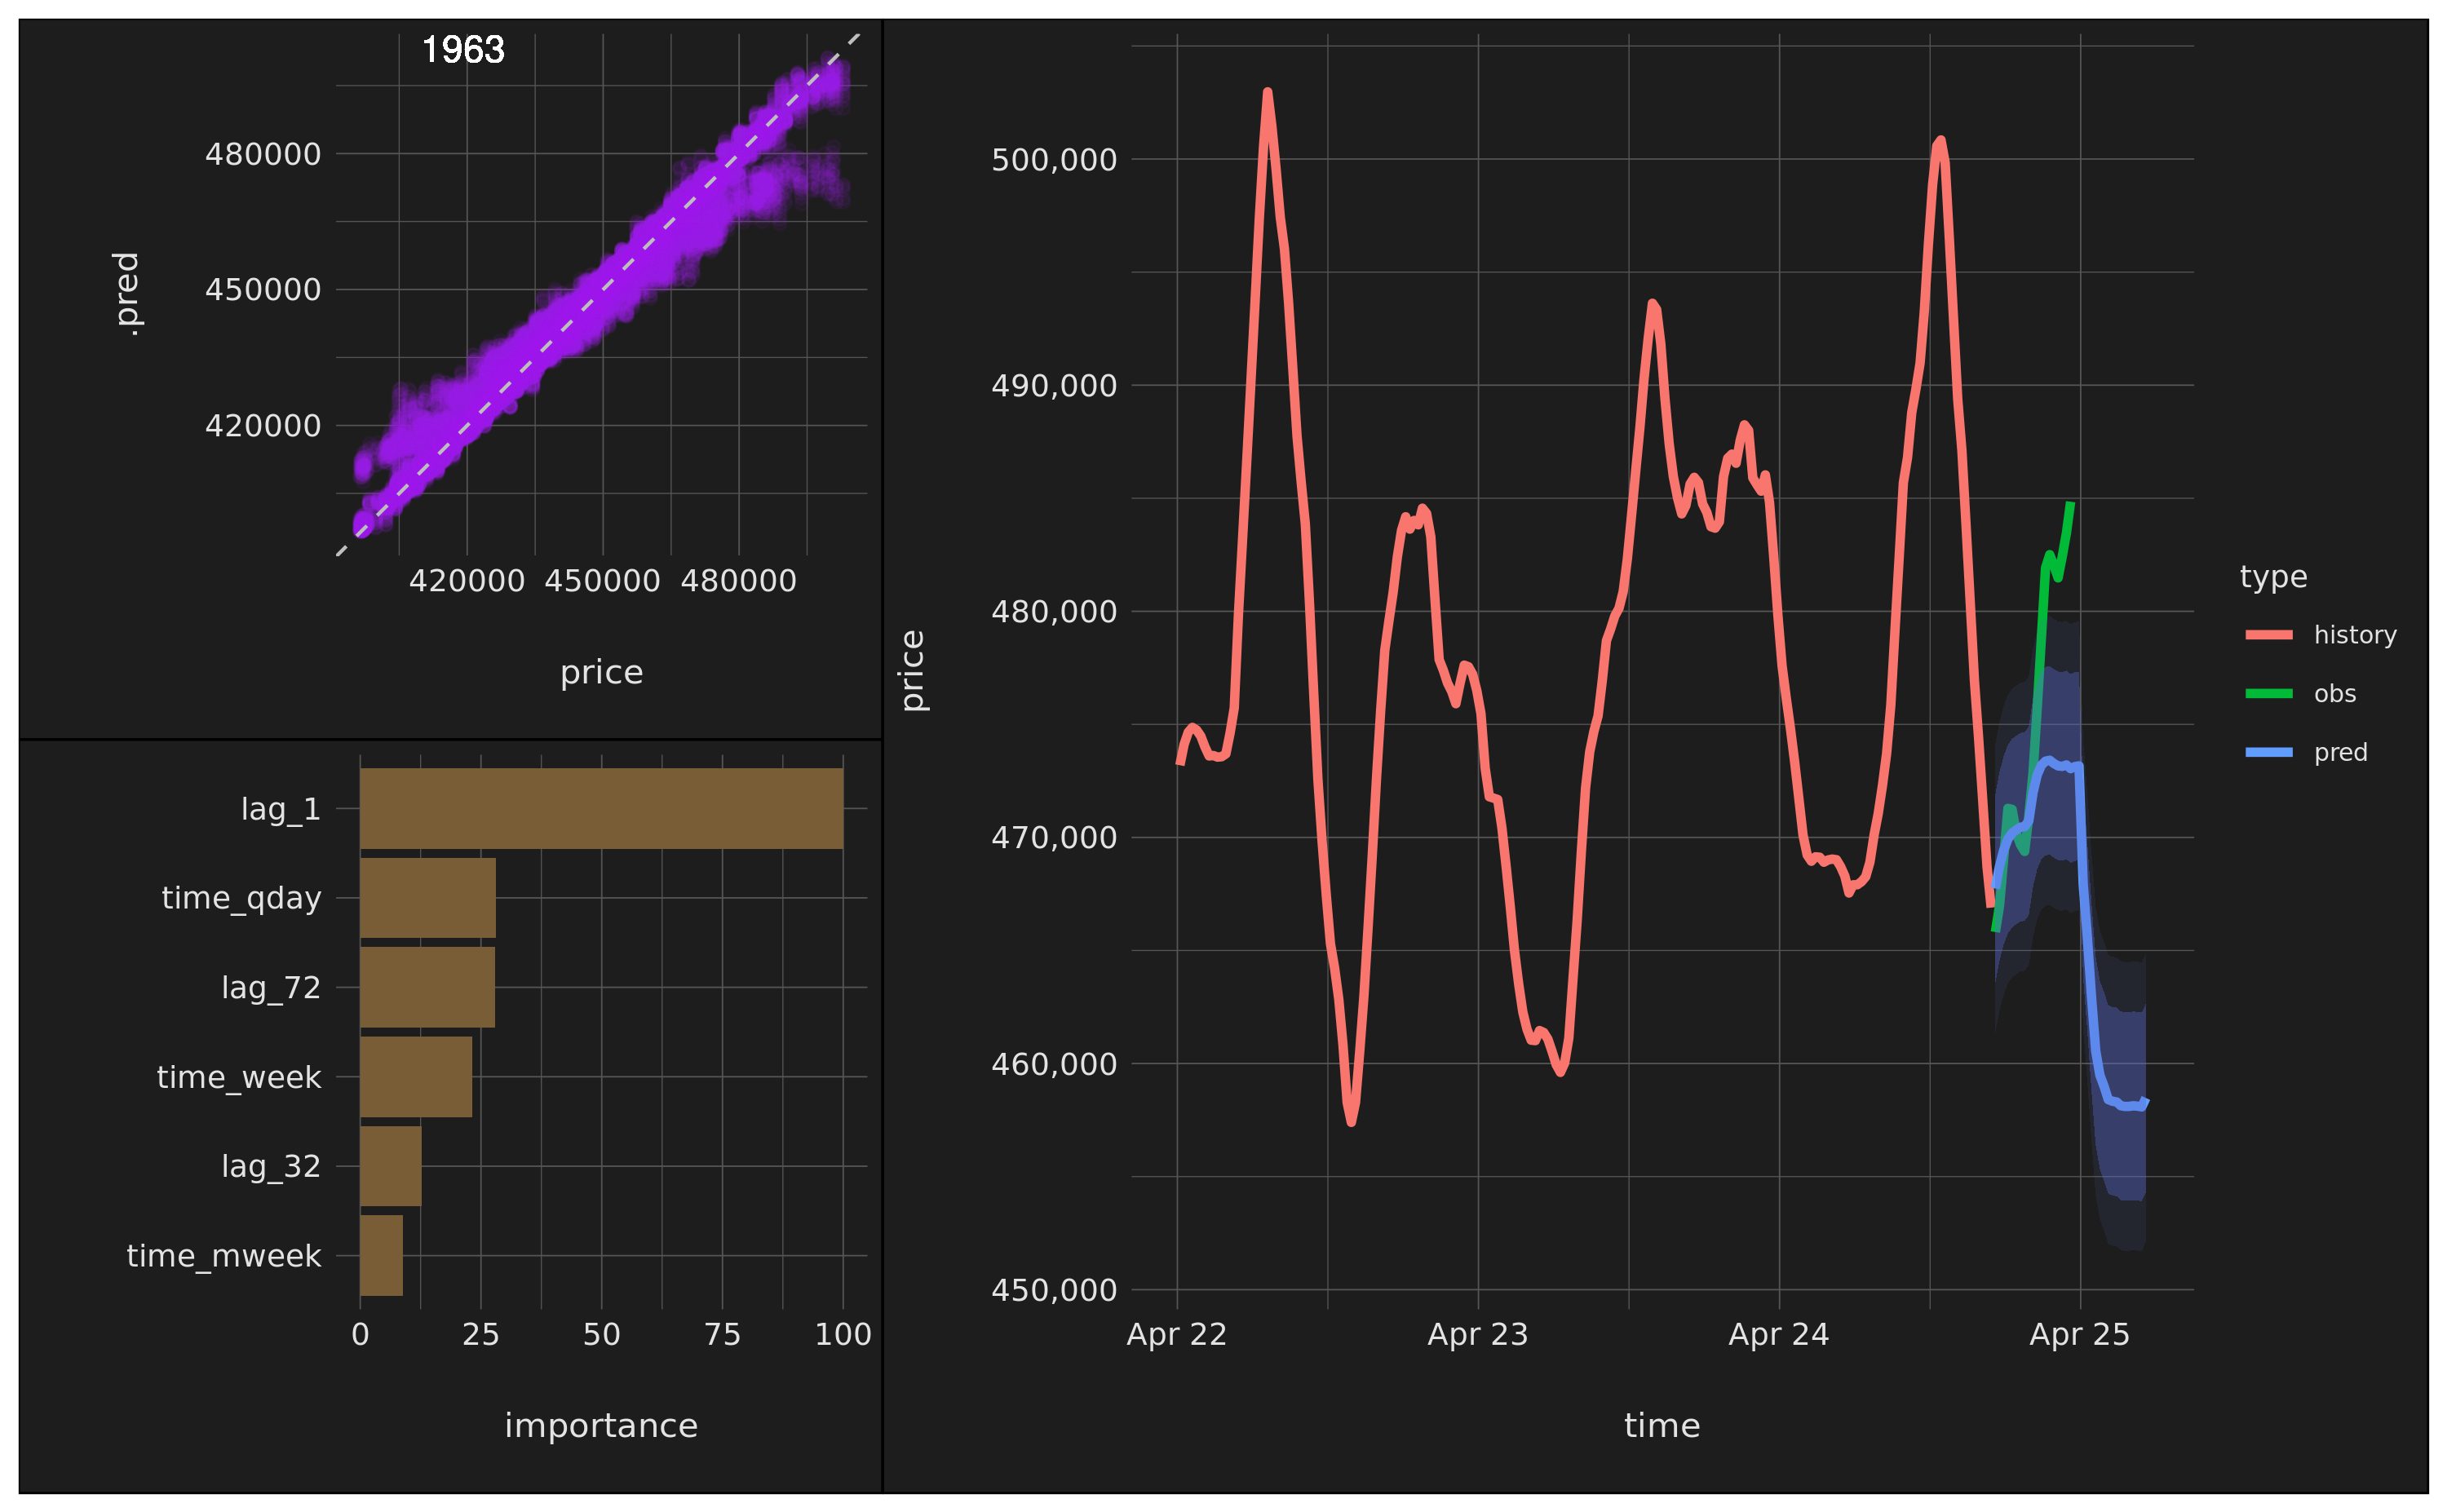 1963
.pred
480000
450000
420000
420000 450000 480000
price
lag_1
time_qday
lag_72
time_week
lag_32
time_mweek
0 25 50 75 100
importance
price
500,000
490,000
480,000
470,000
460,000
450,000
Apr 22 Apr 23 Apr 24 Apr 25
time
type
history
obs
pred